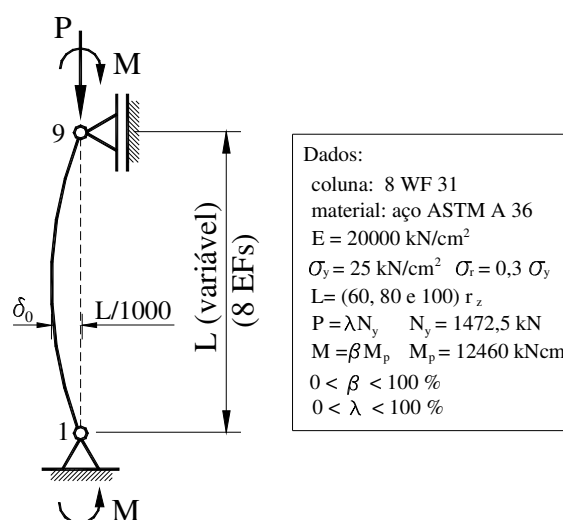 P
M
9
L (variável)
(8 EFs)
δ₀
L/1000
1
M
Dados:
coluna: 8 WF 31
material: aço ASTM A 36
E = 20000 kN/cm²
σy = 25 kN/cm² σr = 0,3 σy
L= (60, 80 e 100) r z
P = λNy Ny = 1472,5 kN
M = βMp Mp = 12460 kNcm
0 < β < 100 %
0 < λ < 100 %